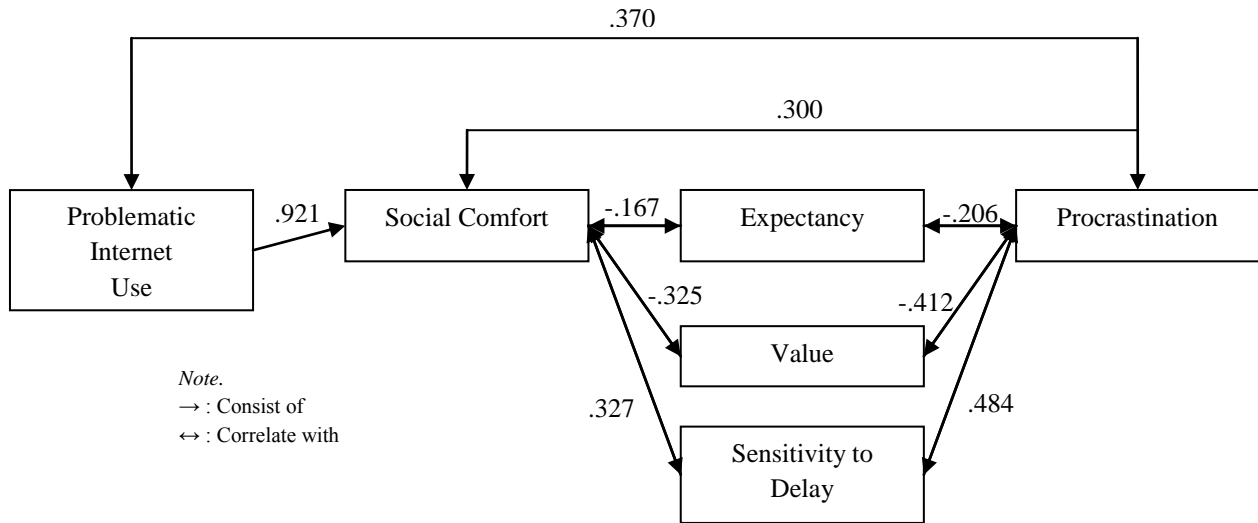 .370
.300
Problematic
Internet
Use
.921
Social Comfort
-.167
Expectancy
-.206
Procrastination
-.325
-.412
Value
.327
.484
Sensitivity to
Delay
Note.
→ : Consist of
↔ : Correlate with